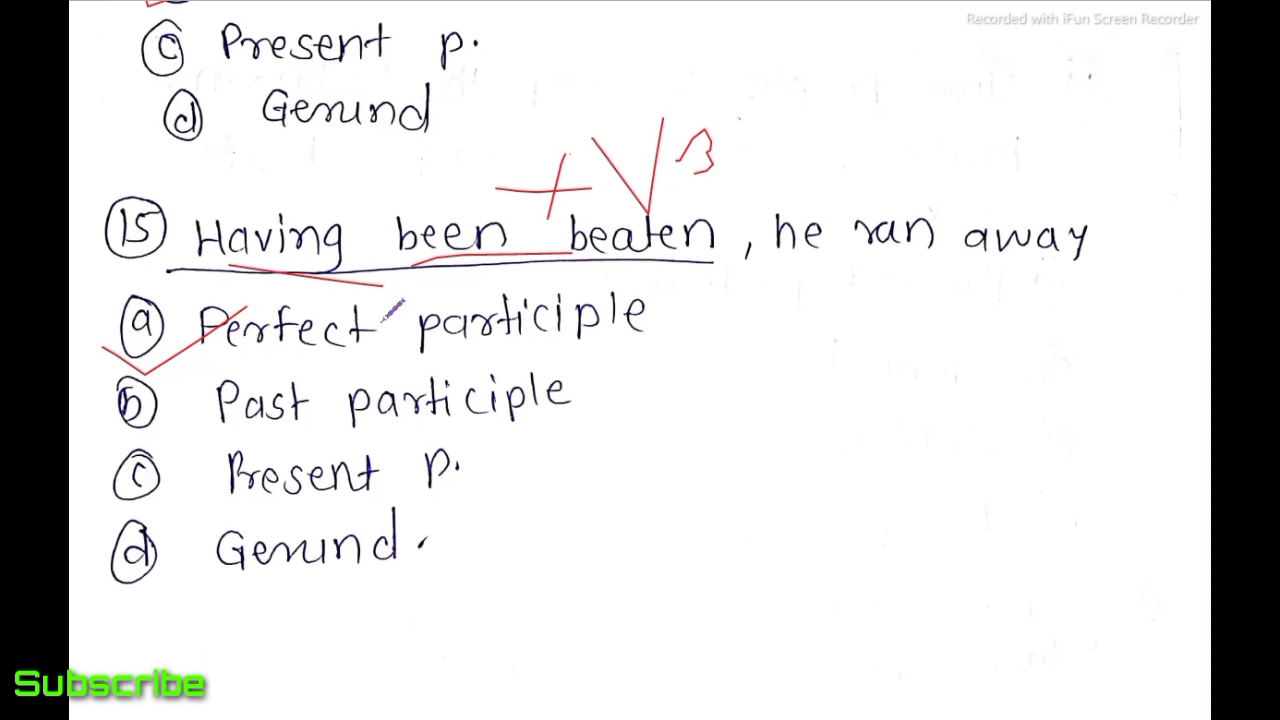 Recorded with iFun Screen Recorder
(c) Present p.
(d) Gerund
+ V3
(15) Having been beaten, he ran away
(a) Perfect participle
(b) Past participle
(c) Present p.
(d) Gerund.
Subscribe